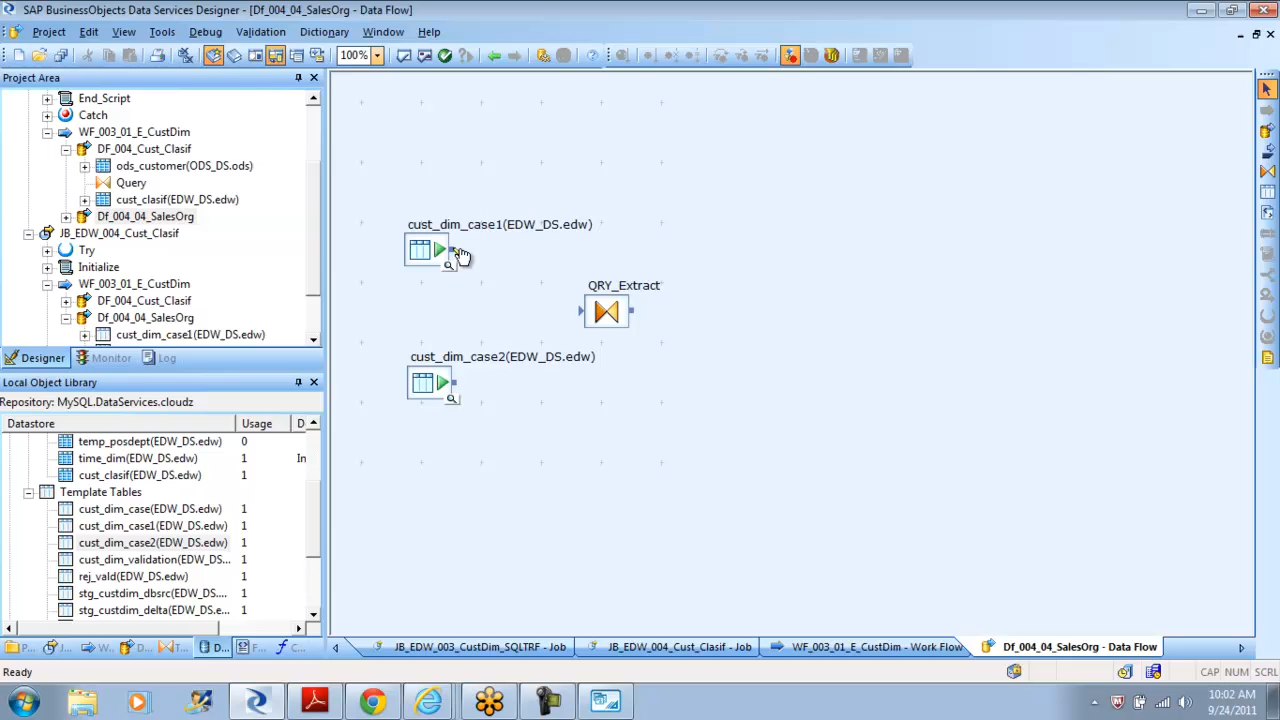 SAP BusinessObjects Data Services Designer - [Df_004_04_SalesOrg - Data Flow]
Project Edit View Tools Debug Validation Dictionary Window Help
100%
Project Area
End_Script
Catch
WF_003_01_E_CustDim
DF_004_Cust_Clasif
ods_customer(ODS_DS.ods)
Query
cust_clasif(EDW_DS.edw)
Df_004_04_SalesOrg
JB_EDW_004_Cust_Clasif
Try
Initialize
WF_003_01_E_CustDim
DF_004_Cust_Clasif
Df_004_04_SalesOrg
cust_dim_case1(EDW_DS.edw)
Designer Monitor Log
Local Object Library
Repository: MySQL.DataServices.cloudz
Datastore Usage D
temp_posdept(EDW_DS.edw) 0
time_dim(EDW_DS.edw) 1 In
cust_clasif(EDW_DS.edw) 1
Template Tables
cust_dim_case(EDW_DS.edw) 1
cust_dim_case1(EDW_DS.edw) 1
cust_dim_case2(EDW_DS.edw) 1
cust_dim_validation(EDW_DS... 1
rej_vald(EDW_DS.edw) 1
stg_custdim_dbsrc(EDW_DS... 1
stg_custdim_delta(EDW_DS.e... 1
P... J... W... D... T... D... F... C...
cust_dim_case1(EDW_DS.edw)
QRY_Extract
cust_dim_case2(EDW_DS.edw)
JB_EDW_003_CustDim_SQLTRF - Job JB_EDW_004_Cust_Clasif - Job WF_003_01_E_CustDim - Work Flow Df_004_04_SalesOrg - Data Flow
Ready
CAP NUM SCRL
10:02 AM
9/24/2011